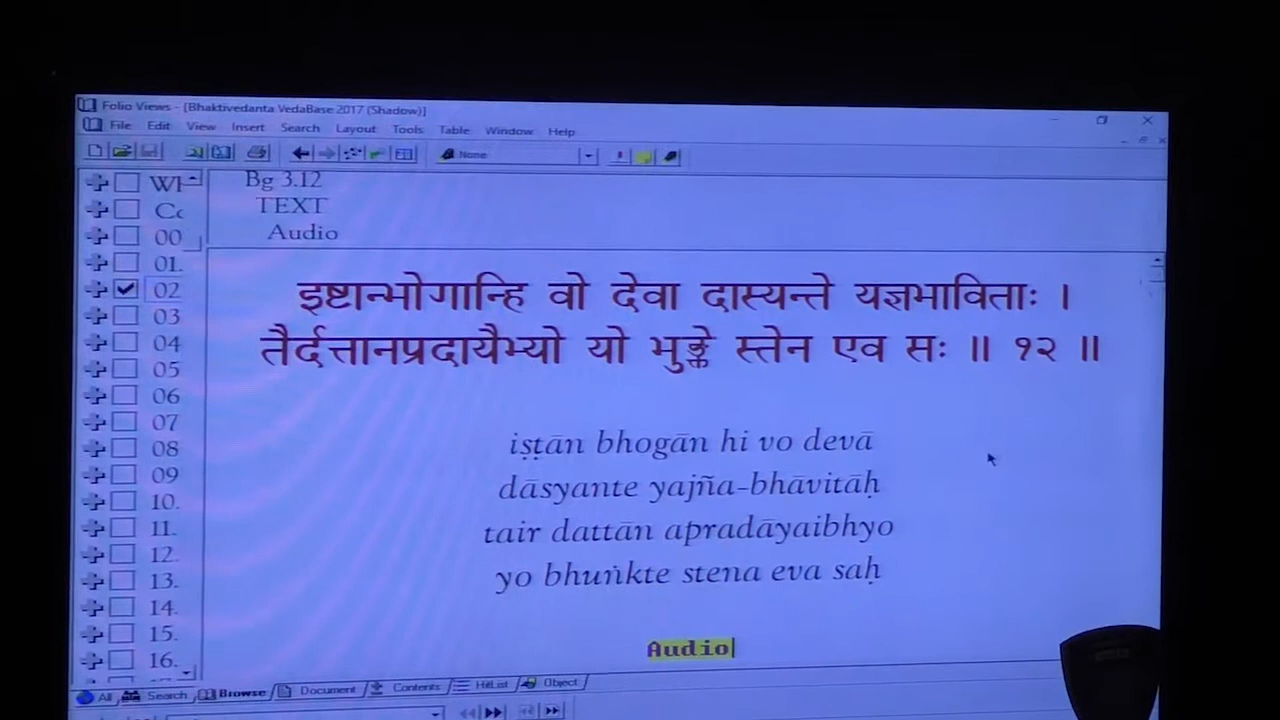 Folio Views - [Bhaktivedanta VedaBase 2017 (Shadow)]
File Edit View Insert Search Layout Tools Table Window Help
None
Bg 3.12
TEXT
Audio
00
01.
02
03
04
05
06
07
08
09
10.
11.
12.
13.
14.
15.
16.
इष्टान्भोगान्हि वो देवा दास्यन्ते यज्ञभाविताः ।
तैर्दत्तानप्रदायैभ्यो यो भुङ्क्ते स्तेन एव सः ॥ १२ ॥
iṣṭān bhogān hi vo devā
dāsyante yajña-bhāvitāḥ
tair dattān apradāyaibhyo
yo bhuṅkte stena eva saḥ
Audio
All Search Browse Document Contents HitList Object